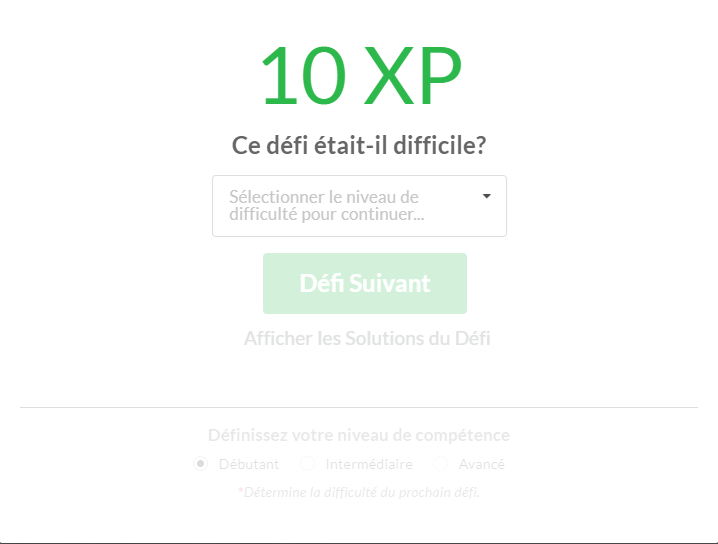 10 XP
Ce défi était-il difficile?
Sélectionner le niveau de
difficulté pour continuer...
Défi Suivant
Afficher les Solutions du Défi
Définissez votre niveau de compétence
Débutant Intermédiaire Avancé
*Détermine la difficulté du prochain défi.